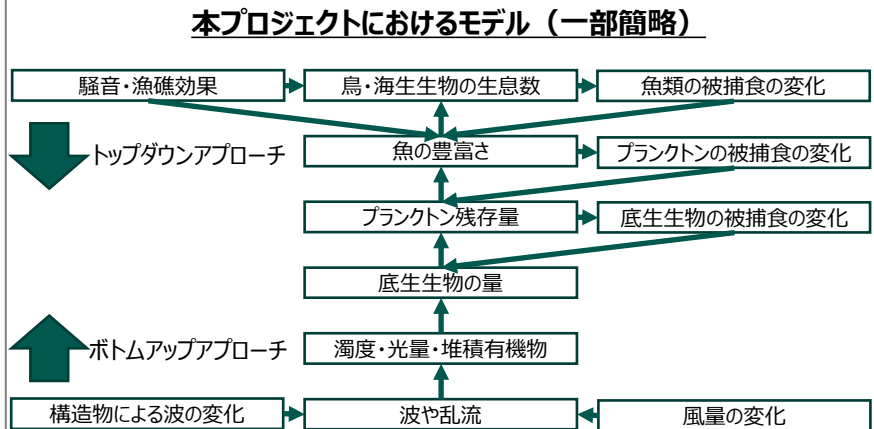 本プロジェクトにおけるモデル（一部簡略）
騒音・漁礁効果
鳥・海生生物の生息数
魚類の被捕食の変化
トップダウンアプローチ
魚の豊富さ
プランクトンの被捕食の変化
プランクトン残存量
底生生物の被捕食の変化
底生生物の量
ボトムアップアプローチ
濁度・光量・堆積有機物
構造物による波の変化
波や乱流
風量の変化